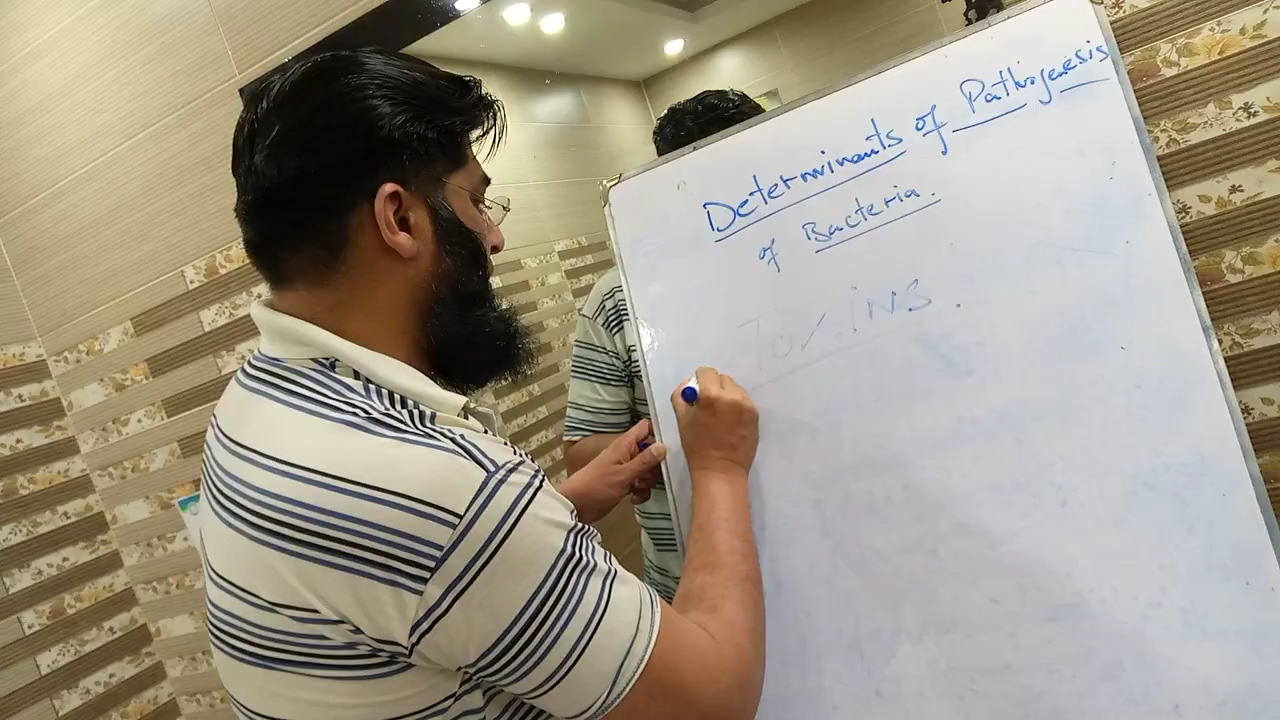 Determinants of Pathogenesis
of Bacteria.
Toxins.